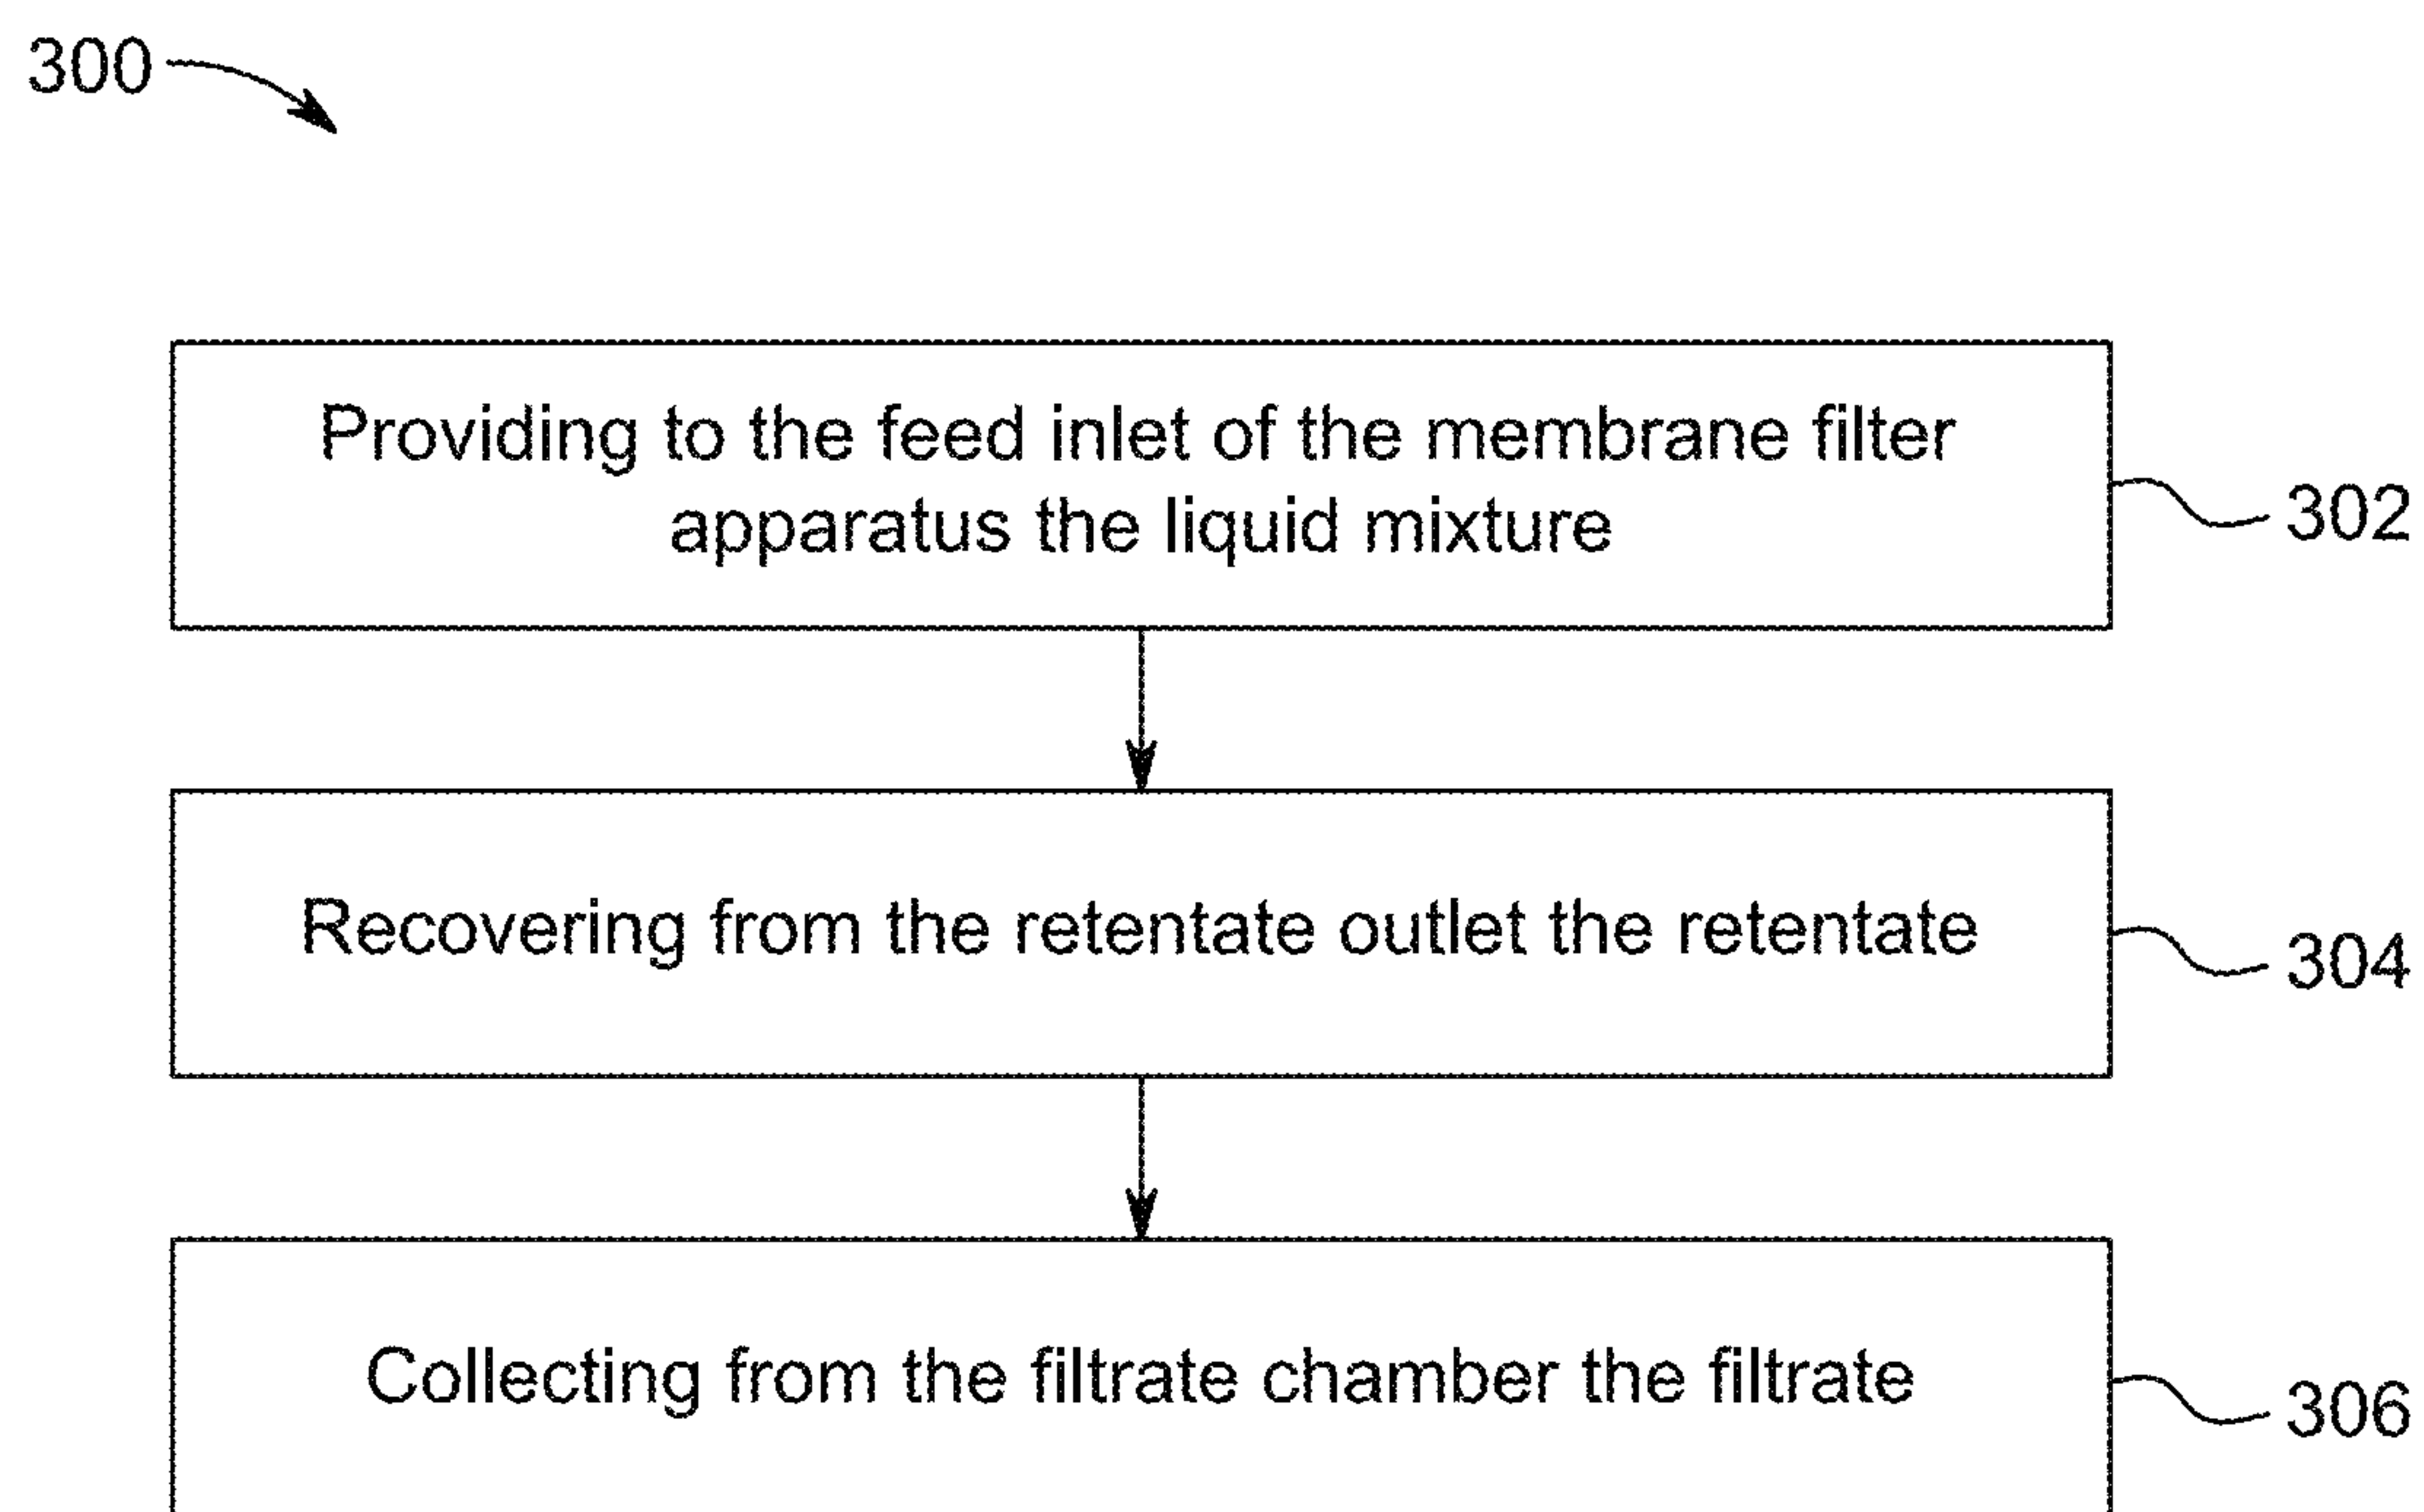 300
Providing to the feed inlet of the membrane filter
apparatus the liquid mixture
302
Recovering from the retentate outlet the retentate
304
Collecting from the filtrate chamber the filtrate
306